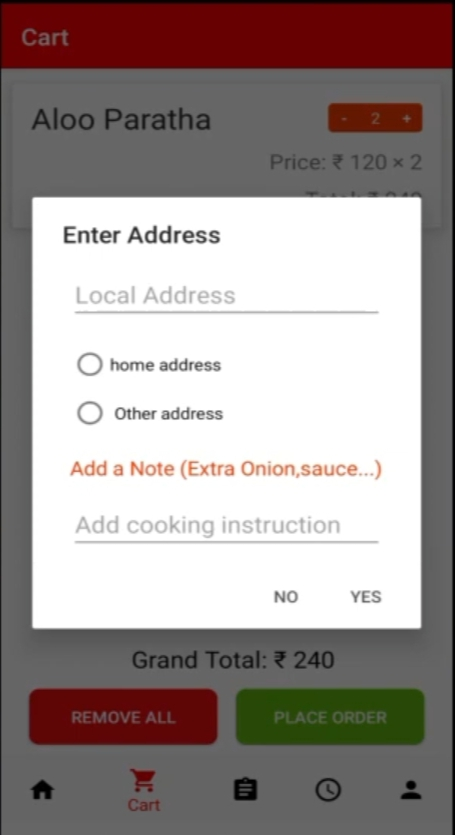 Cart
Aloo Paratha
- 2 +
Price: ₹ 120 × 2
Enter Address
Local Address
home address
Other address
Add a Note (Extra Onion,sauce...)
Add cooking instruction
NO YES
Grand Total: ₹ 240
REMOVE ALL PLACE ORDER
Cart